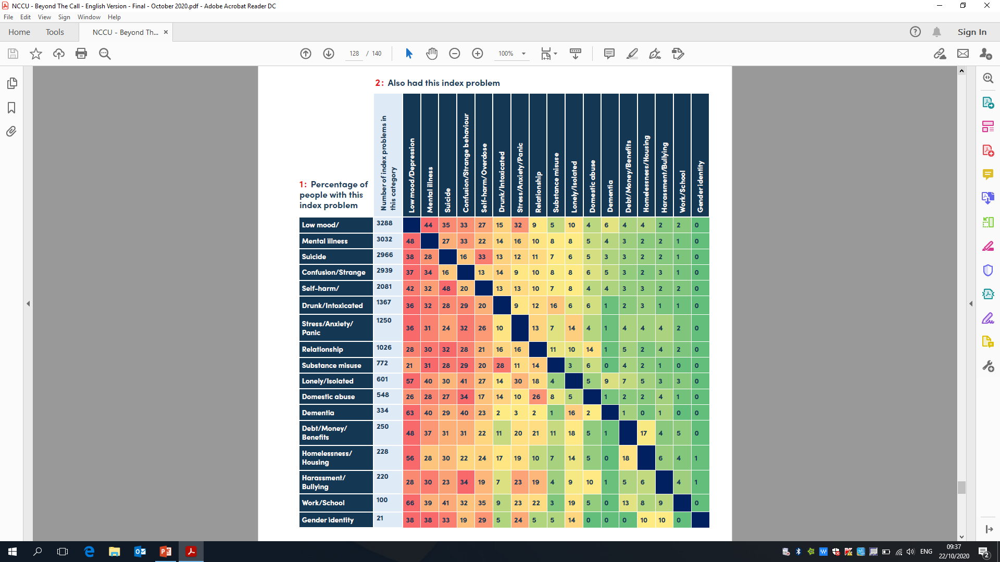 NCCU - Beyond The Call - English Version - Final - October 2020.pdf - Adobe Acrobat Reader DC
File Edit View Sign Window Help
Home Tools NCCU - Beyond Th... × Sign In
128 / 140 100%
2: Also had this index problem
1: Percentage of
people with this
index problem
Number of index problems in
this category
Low mood/Depression
Mental illness
Suicide
Confusion/Strange behaviour
Self-harm/Overdose
Drunk/Intoxicated
Stress/Anxiety/Panic
Relationship
Substance misuse
Lonely/Isolated
Domestic abuse
Dementia
Debt/Money/Benefits
Homelessness/Housing
Harassment/Bullying
Work/School
Gender identity
Low mood/ 3288 44 35 33 27 15 32 9 5 10 4 6 4 4 2 2 0
Mental illness 3032 48 27 33 22 14 16 10 8 8 5 4 3 2 2 1 0
Suicide 2966 38 28 16 33 13 12 11 7 6 5 3 3 2 2 1 0
Confusion/Strange 2939 37 34 16 13 14 9 10 8 8 6 5 3 2 3 1 0
Self-harm/ 2081 42 32 48 20 13 13 10 7 8 4 4 3 3 2 2 0
Drunk/Intoxicated 1367 36 32 28 29 20 9 12 16 6 6 1 2 3 1 1 0
Stress/Anxiety/
Panic 1250 36 31 24 32 26 10 13 7 14 4 1 4 4 4 2 0
Relationship 1026 28 30 32 28 21 16 16 11 10 14 1 5 2 4 2 0
Substance misuse 772 21 31 28 29 20 28 11 14 3 6 0 4 2 1 0 0
Lonely/Isolated 601 57 40 30 41 27 14 30 18 4 5 9 7 5 3 3 0
Domestic abuse 548 26 28 27 34 17 14 10 26 8 5 1 2 2 4 1 0
Dementia 334 63 40 29 40 23 2 3 2 1 16 2 1 0 1 0 0
Debt/Money/
Benefits 250 48 37 31 31 22 11 20 21 11 18 5 1 17 4 5 0
Homelessness/
Housing 228 56 28 30 22 24 17 19 10 7 14 5 0 18 6 4 1
Harassment/
Bullying 220 28 30 23 34 19 7 23 19 4 9 10 1 5 6 4 1
Work/School 100 66 39 41 32 35 9 23 22 3 19 5 0 13 8 9 0
Gender identity 21 38 38 33 19 29 5 24 5 5 14 0 0 0 10 10 0
ENG 09:37
22/10/2020 2